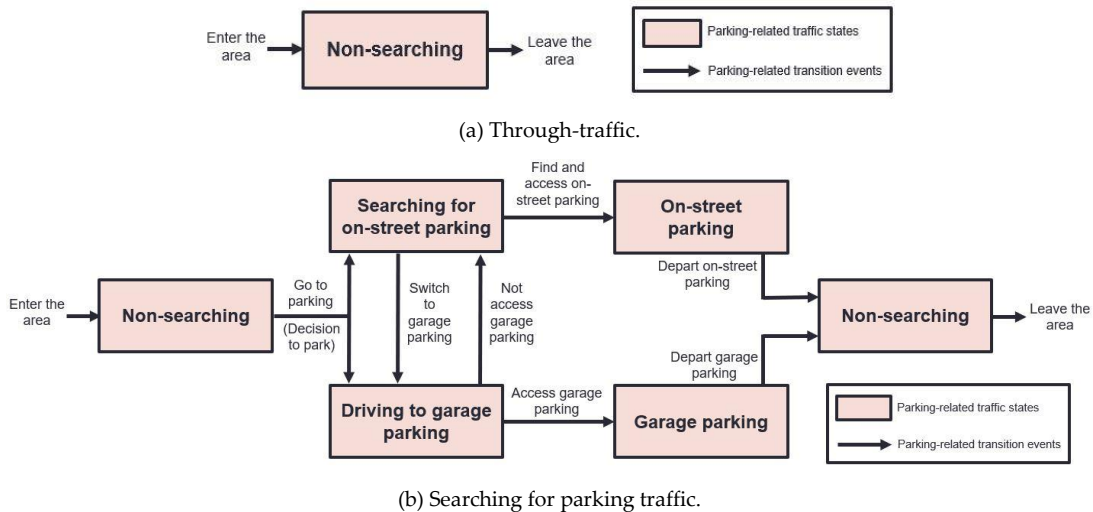 Enter the
area
Non-searching
Leave the
area
Parking-related traffic states
Parking-related transition events
(a) Through-traffic.
Enter the
area
Non-searching
Go to
parking
(Decision
to park)
Searching for
on-street parking
Switch
to
garage
parking
Not
access
garage
parking
Driving to garage
parking
Find and
access on-
street parking
On-street
parking
Depart on-street
parking
Access garage
parking
Garage parking
Depart garage
parking
Non-searching
Leave the
area
Parking-related traffic states
Parking-related transition events
(b) Searching for parking traffic.